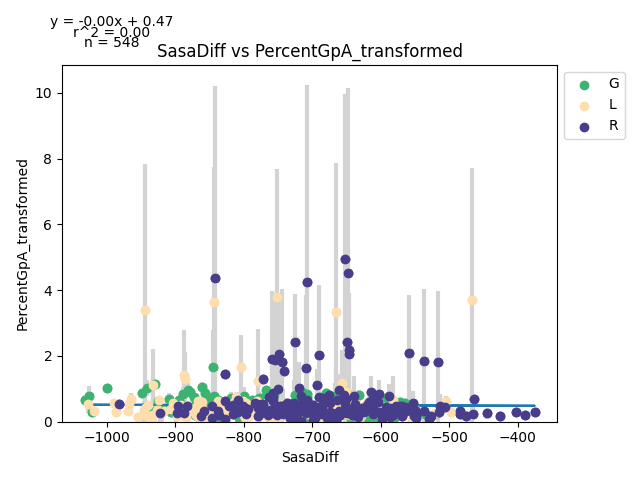 y = -0.00x + 0.47
r^2 = 0.00
n = 548
SasaDiff vs PercentGpA_transformed
PercentGpA_transformed
10
8
6
4
2
0
−1000
−900
−800
−700
−600
−500
−400
SasaDiff
G
L
R